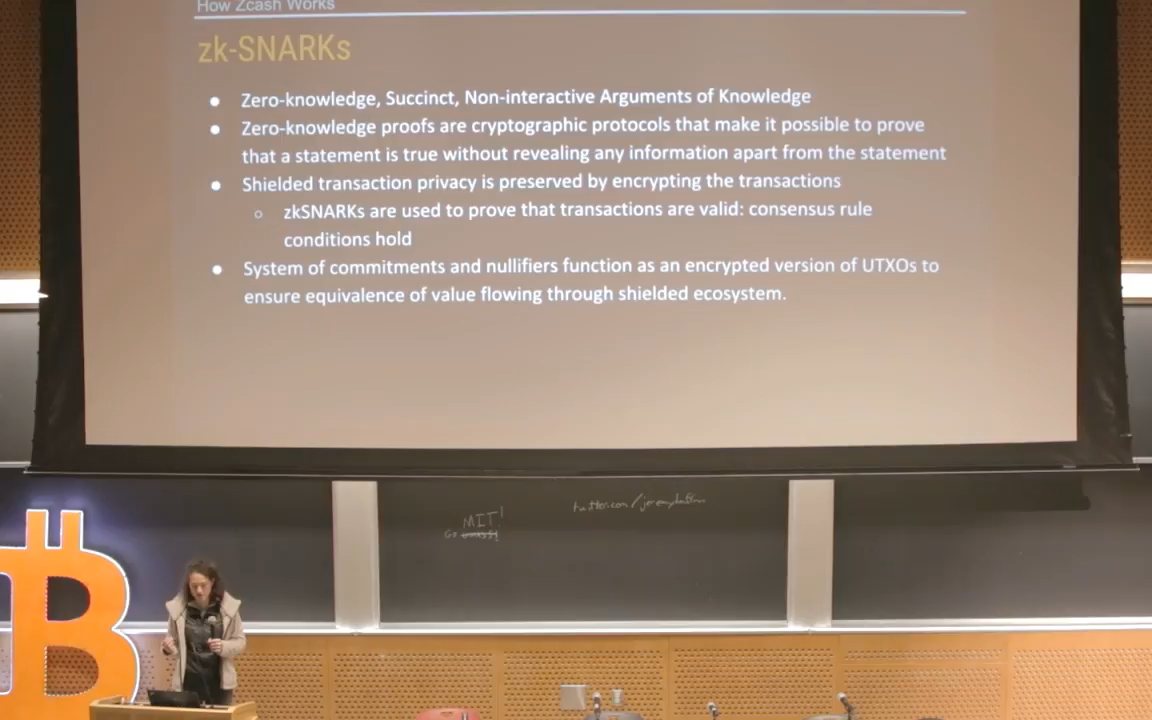 How Zcash Works
zk-SNARKs
● Zero-knowledge, Succinct, Non-interactive Arguments of Knowledge
● Zero-knowledge proofs are cryptographic protocols that make it possible to prove
that a statement is true without revealing any information apart from the statement
● Shielded transaction privacy is preserved by encrypting the transactions
○ zkSNARKs are used to prove that transactions are valid: consensus rule
conditions hold
● System of commitments and nullifiers function as an encrypted version of UTXOs to
ensure equivalence of value flowing through shielded ecosystem.
MIT!
Go